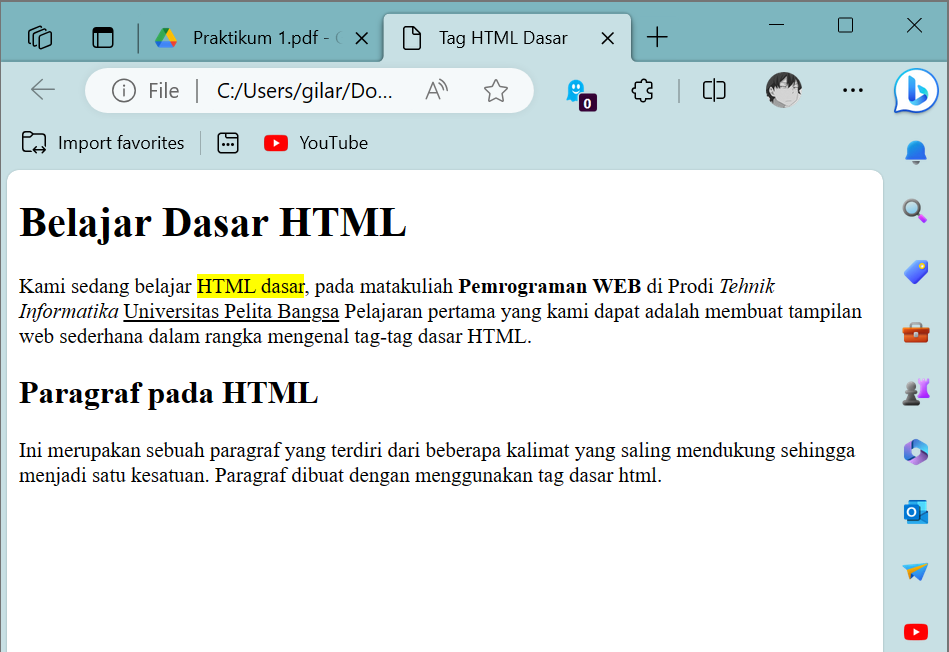 Praktikum 1.pdf -
Tag HTML Dasar
File
C:/Users/gilar/Do...
A
0
Import favorites
YouTube
Belajar Dasar HTML
Kami sedang belajar HTML dasar, pada matakuliah Pemrograman WEB di Prodi Tehnik
Informatika Universitas Pelita Bangsa Pelajaran pertama yang kami dapat adalah membuat tampilan
web sederhana dalam rangka mengenal tag-tag dasar HTML.
Paragraf pada HTML
Ini merupakan sebuah paragraf yang terdiri dari beberapa kalimat yang saling mendukung sehingga
menjadi satu kesatuan. Paragraf dibuat dengan menggunakan tag dasar html.